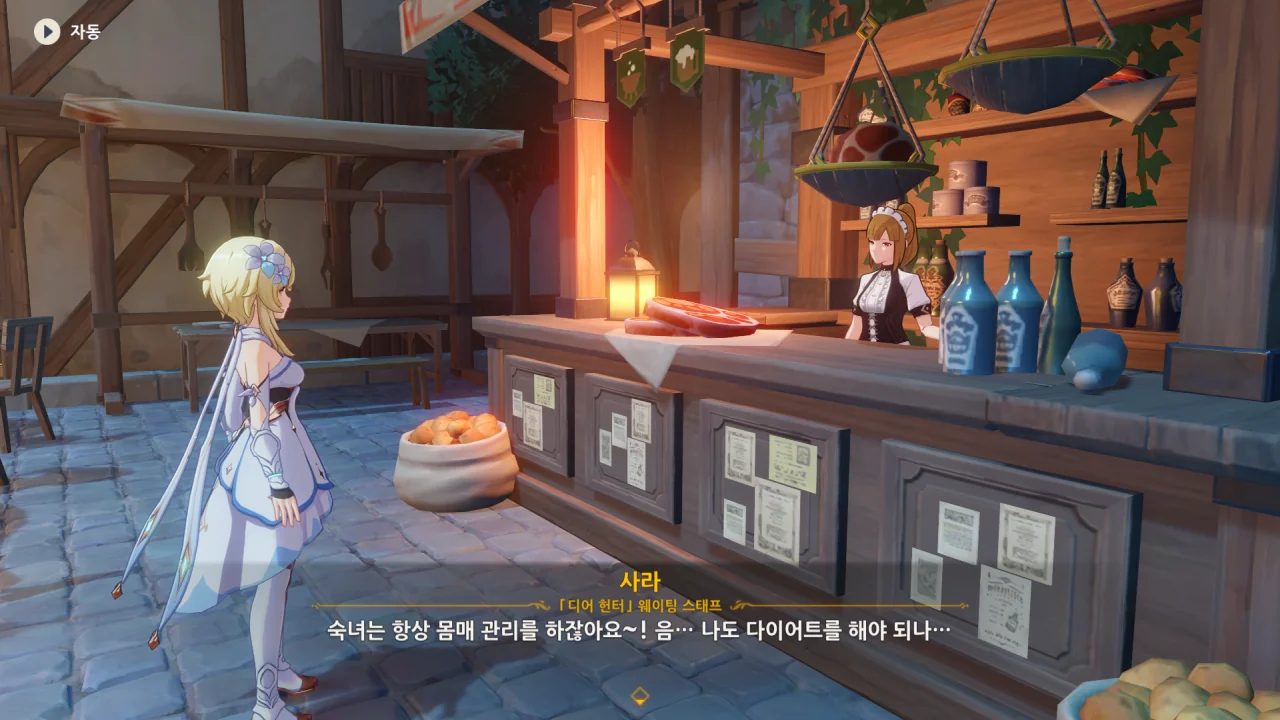 자동
사라
「디어 헌터」 웨이팅 스태프
숙녀는 항상 몸매 관리를 하잖아요~! 음… 나도 다이어트를 해야 되나…